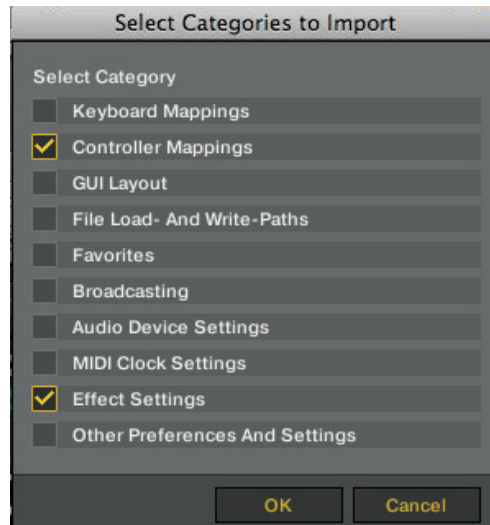 Select Categories to Import
Select Category
Keyboard Mappings
Controller Mappings
GUI Layout
File Load- And Write-Paths
Favorites
Broadcasting
Audio Device Settings
MIDI Clock Settings
Effect Settings
Other Preferences And Settings
OK Cancel